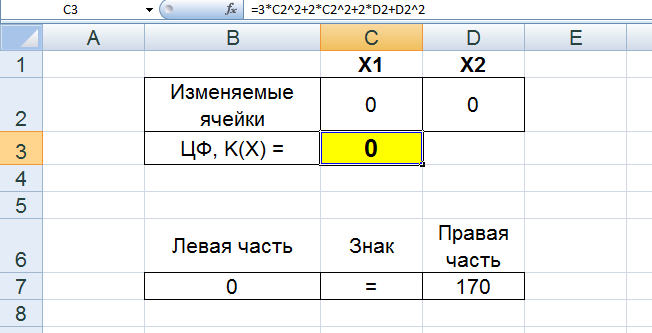 C3 fx =3*C2^2+2*C2^2+2*D2+D2^2
A B C D E
1 X1 X2
2 Изменяемые ячейки 0 0
3 ЦФ, K(X) = 0
4
5
6 Левая часть Знак Правая часть
7 0 = 170
8